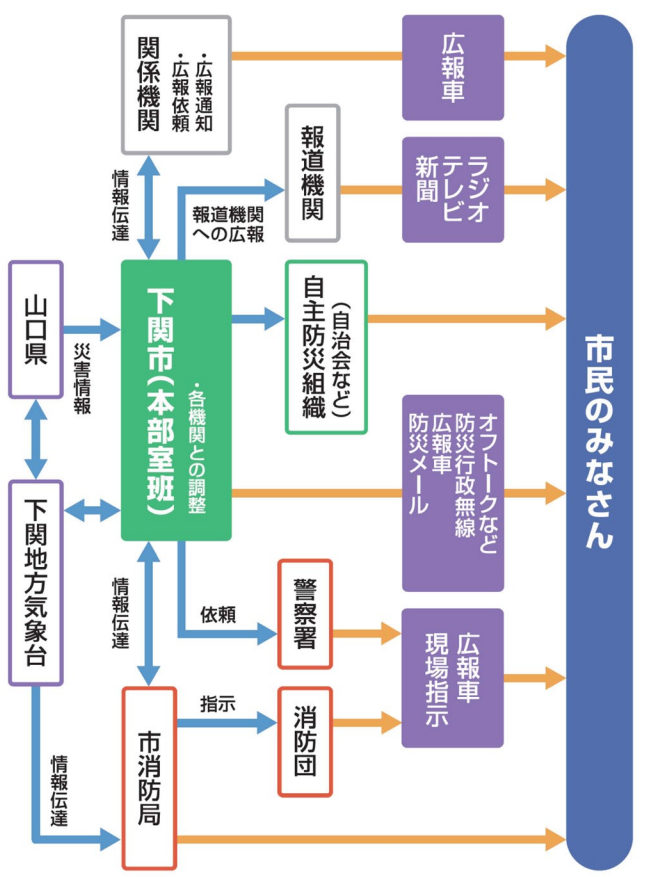 関係機関
・広報通知
・広報依頼
広報車
情報伝達
報道機関
への広報
報道機関
ラジオ
テレビ
新聞
山口県
災害情報
下関市(本部室班)
・各機関との調整
自主防災組織
(自治会など)
オフトークなど
防災行政無線
広報車
防災メール
市民のみなさん
下関地方気象台
情報伝達
依頼
警察署
広報車
現場指示
指示
消防団
市消防局
情報伝達